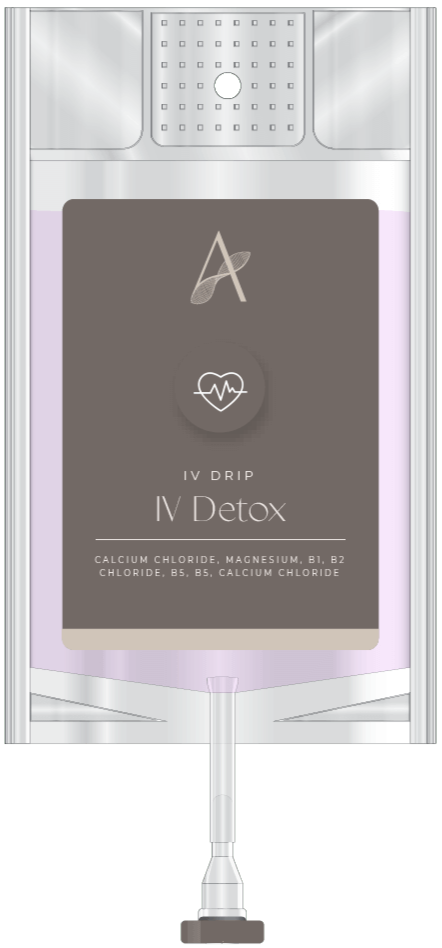 A
IV DRIP
IV Detox
CALCIUM CHLORIDE, MAGNESIUM, B1, B2
CHLORIDE, B5, B5, CALCIUM CHLORIDE